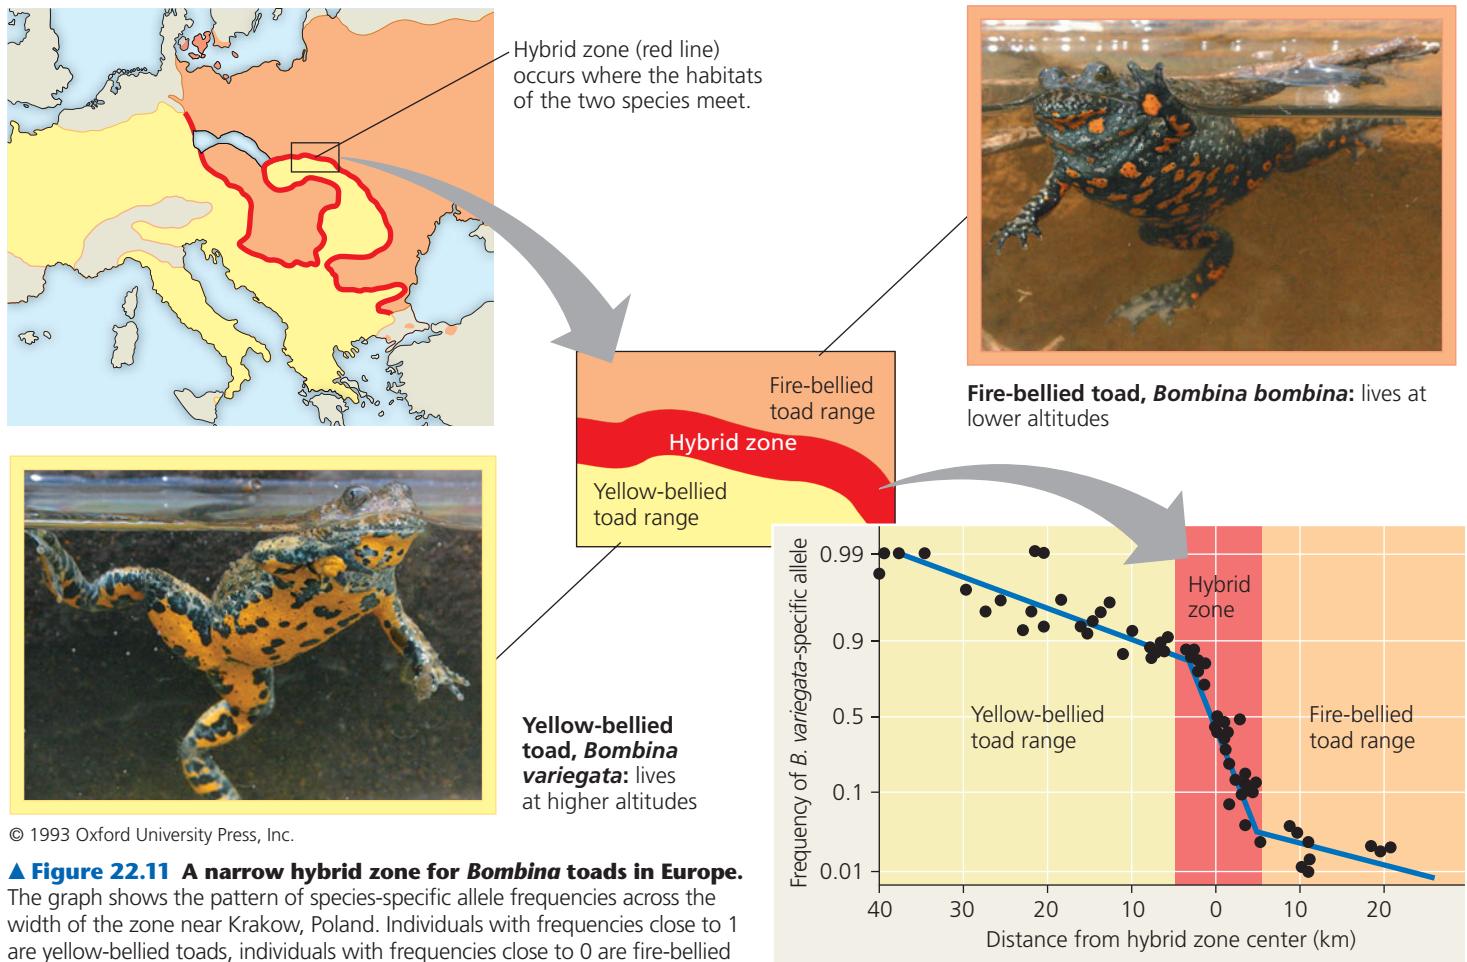 Hybrid zone (red line)
occurs where the habitats
of the two species meet.
Fire-bellied toad, Bombina bombina: lives at
lower altitudes
Fire-bellied
toad range
Hybrid zone
Yellow-bellied
toad range
Yellow-bellied
toad, Bombina
variegata: lives
at higher altitudes
© 1993 Oxford University Press, Inc.
▲ Figure 22.11 A narrow hybrid zone for Bombina toads in Europe.
The graph shows the pattern of species-specific allele frequencies across the
width of the zone near Krakow, Poland. Individuals with frequencies close to 1
are yellow-bellied toads, individuals with frequencies close to 0 are fire-bellied
Frequency of B. variegata-specific allele
0.99
0.9
0.5
0.1
0.01
Hybrid
zone
Yellow-bellied
toad range
Fire-bellied
toad range
40 30 20 10 0 10 20
Distance from hybrid zone center (km)